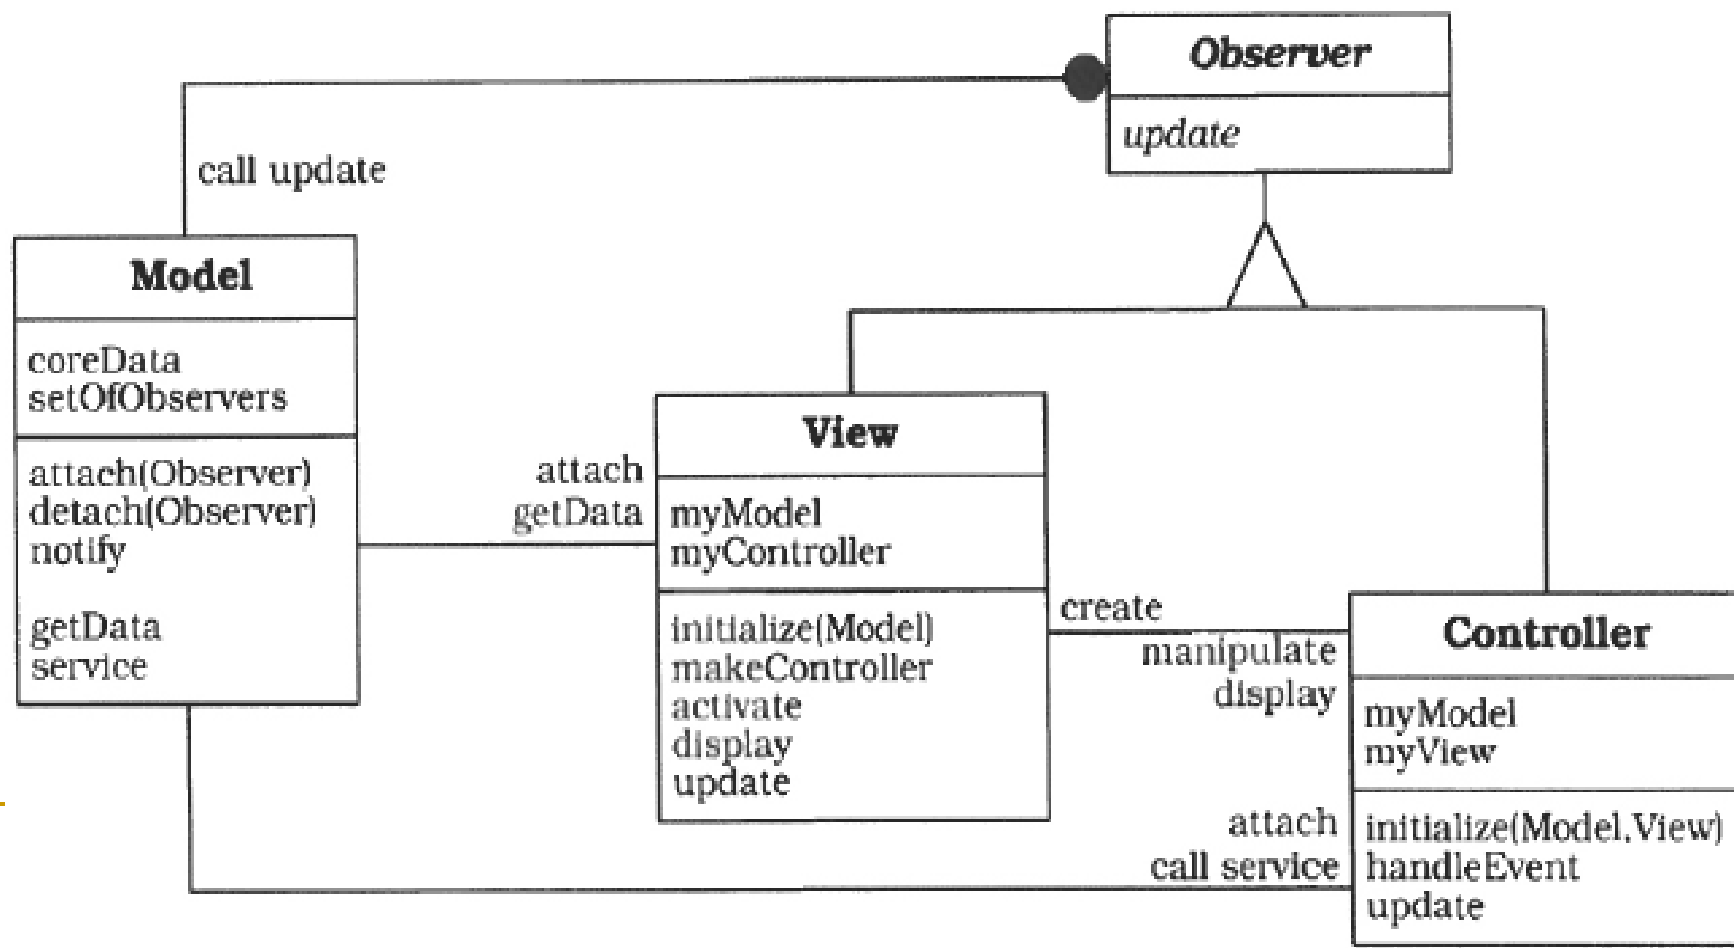 Observer
update
call update
Model
coreData
setOfObservers
attach(Observer)
detach(Observer)
notify
getData
service
attach
getData
View
myModel
myController
initialize(Model)
makeController
activate
display
update
create
manipulate
display
Controller
myModel
myView
attach
call service
initialize(Model,View)
handleEvent
update